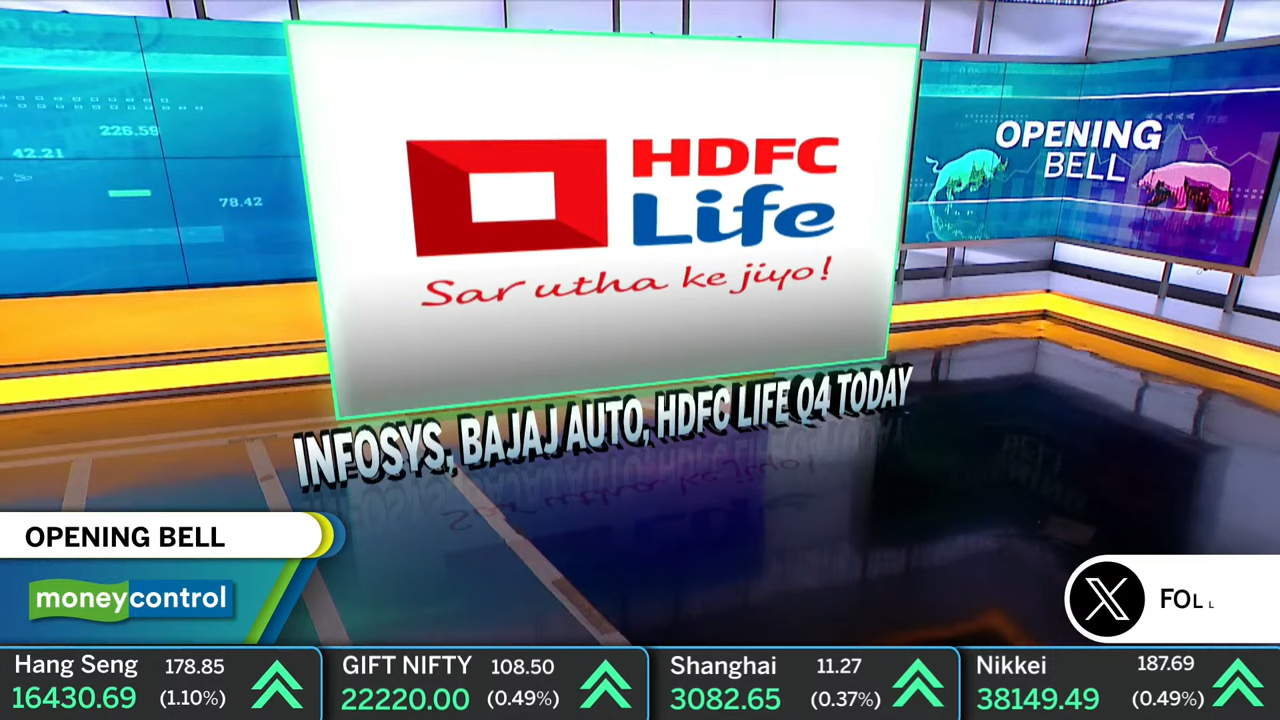 226.59
42.21
78.42
HDFC
Life
Sar utha ke jiyo!
OPENING
BELL
INFOSYS, BAJAJ AUTO, HDFC LIFE Q4 TODAY
OPENING BELL
moneycontrol
X
FOLL
Hang Seng 178.85
16430.69 (1.10%)
GIFT NIFTY 108.50
22220.00 (0.49%)
Shanghai 11.27
3082.65 (0.37%)
Nikkei 187.69
38149.49 (0.49%)